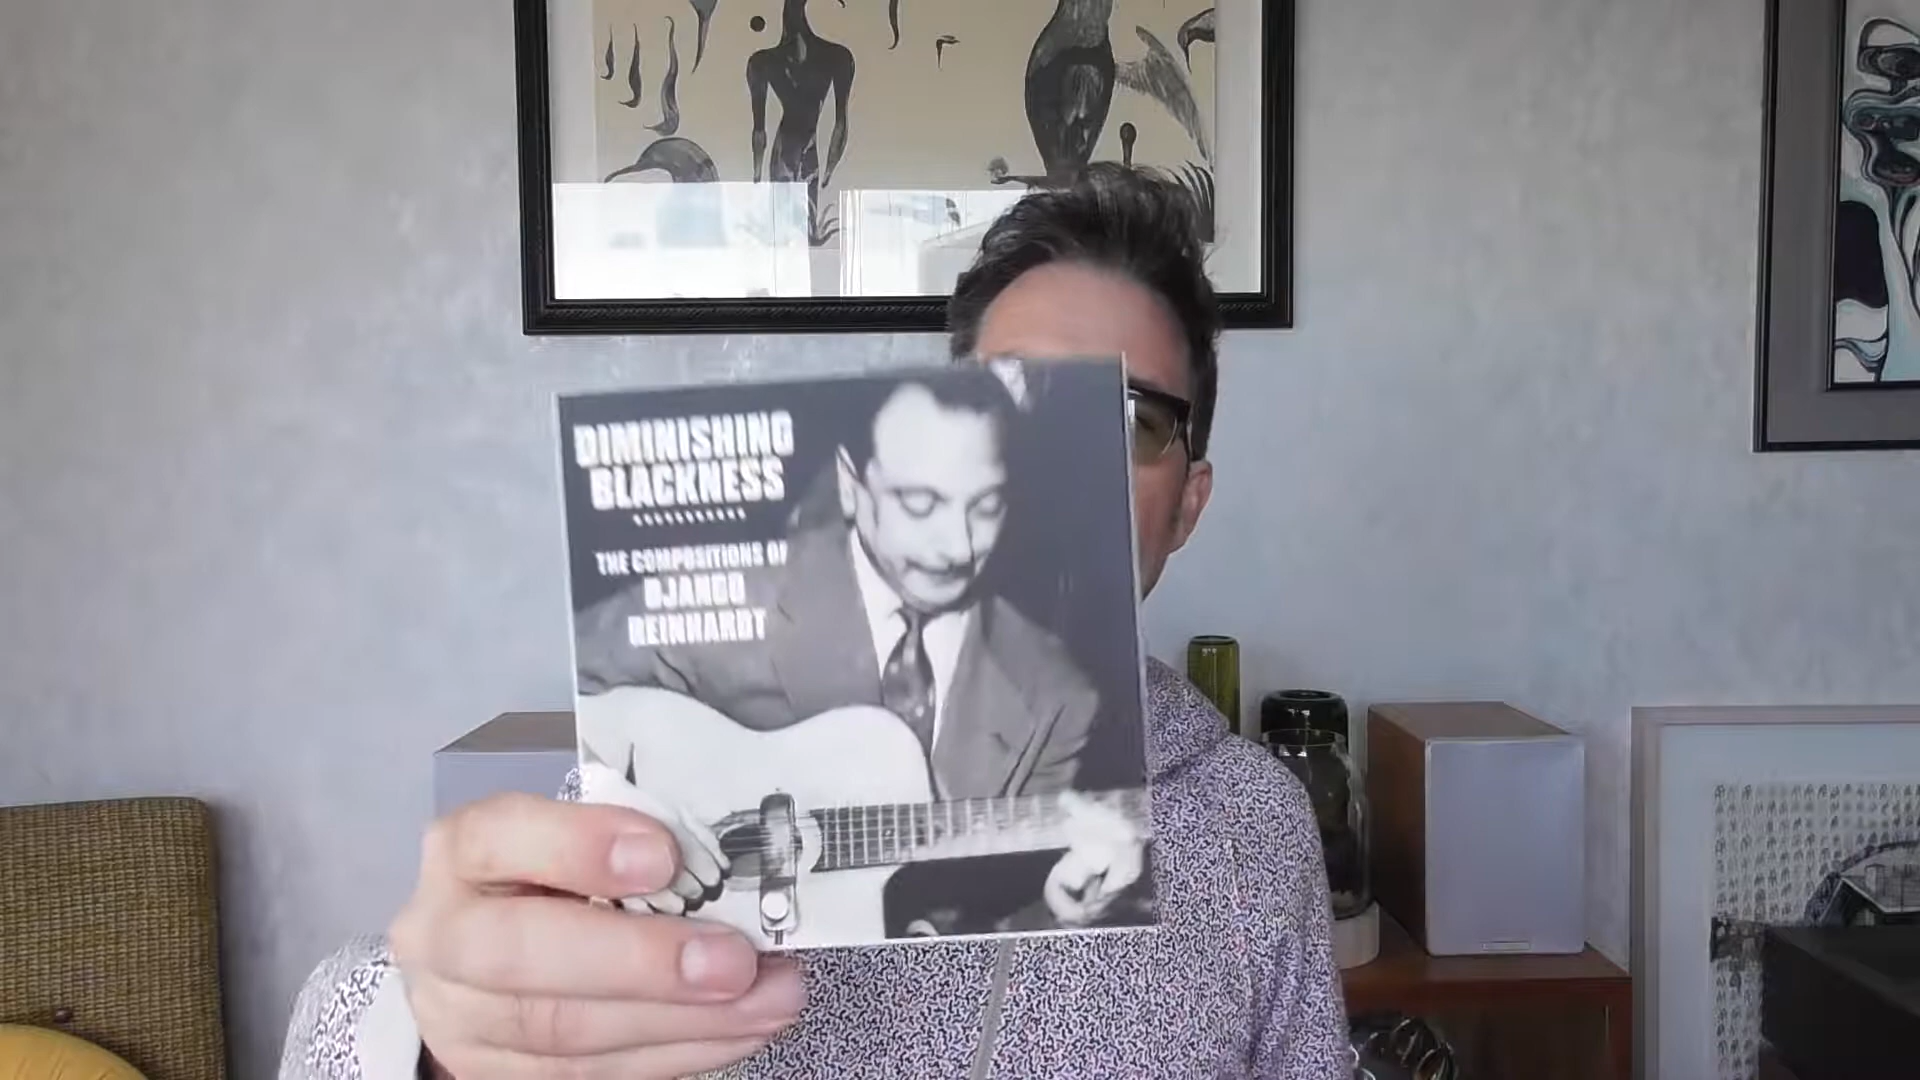 DIMINISHING
BLACKNESS
THE COMPOSITIONS OF
DJANGO
REINHARDT